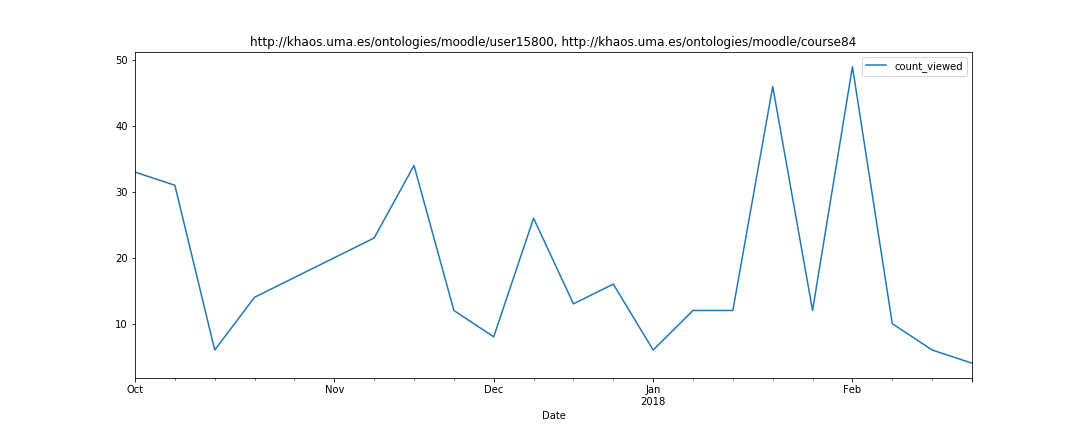 http://khaos.uma.es/ontologies/moodle/user15800, http://khaos.uma.es/ontologies/moodle/course84
count_viewed
50
40
30
20
10
Oct
Nov
Dec
Jan
2018
Feb
Date